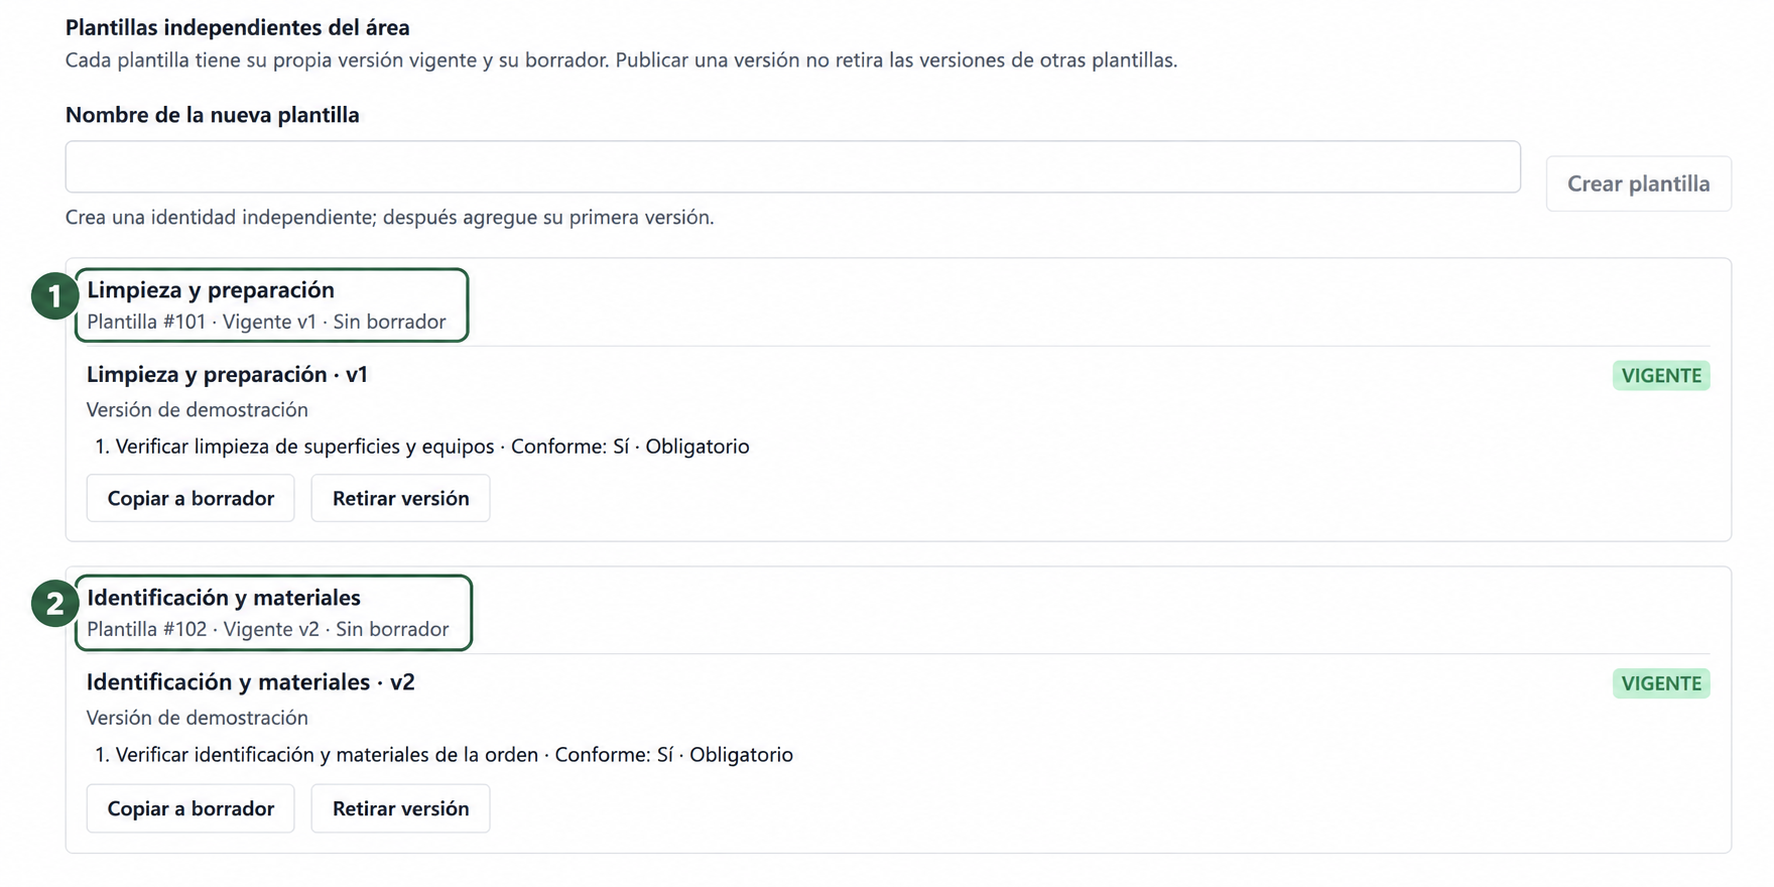 Plantillas independientes del área
Cada plantilla tiene su propia versión vigente y su borrador. Publicar una versión no retira las versiones de otras plantillas.
Nombre de la nueva plantilla
Crear plantilla
Crea una identidad independiente; después agregue su primera versión.
1
Limpieza y preparación
Plantilla #101 · Vigente v1 · Sin borrador
Limpieza y preparación · v1
VIGENTE
Versión de demostración
1. Verificar limpieza de superficies y equipos · Conforme: Sí · Obligatorio
Copiar a borrador
Retirar versión
2
Identificación y materiales
Plantilla #102 · Vigente v2 · Sin borrador
Identificación y materiales · v2
VIGENTE
Versión de demostración
1. Verificar identificación y materiales de la orden · Conforme: Sí · Obligatorio
Copiar a borrador
Retirar versión